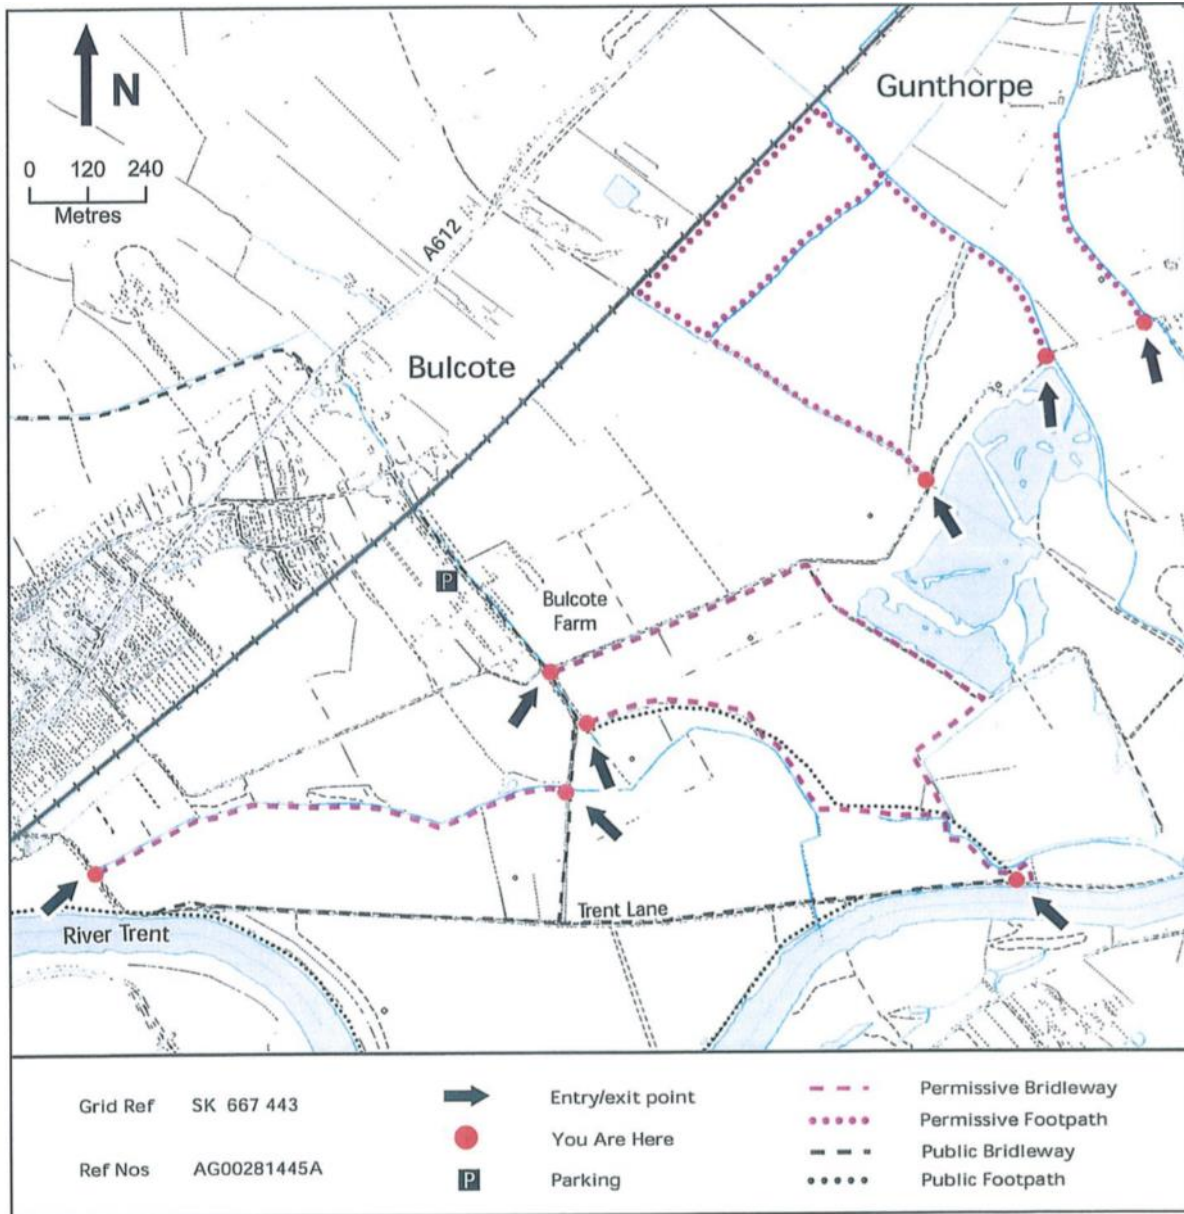 Gunthorpe
N
0 120 240
Metres
A612
Bulcote
P
Bulcote
Farm
Trent Lane
River Trent
Grid Ref SK 667 443
Ref Nos AG00281445A
Entry/exit point
You Are Here
P Parking
Permissive Bridleway
Permissive Footpath
Public Bridleway
Public Footpath